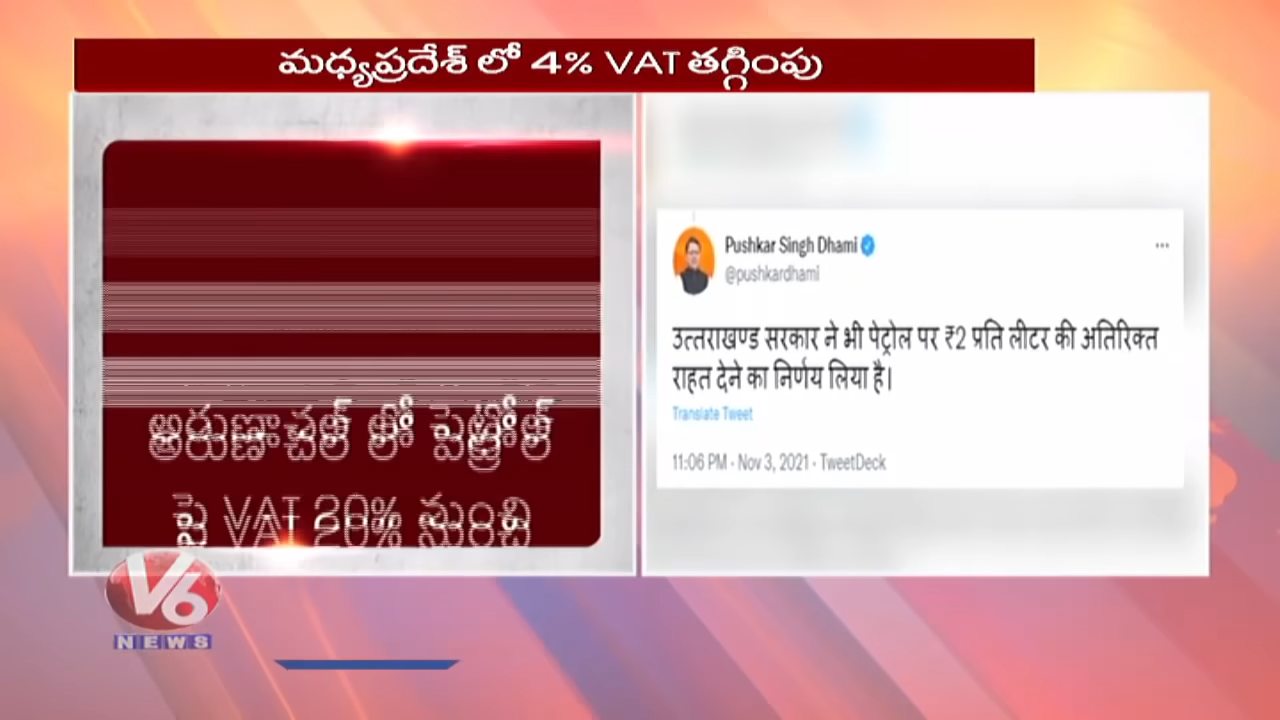 మధ్యప్రదేశ్ లో 4% VAT తగ్గింపు
అరుణాచల్ లో పెట్రోల్
పై VAT 20% నుంచి
Pushkar Singh Dhami
@pushkardhami
उत्तराखण्ड सरकार ने भी पेट्रोल पर ₹2 प्रति लीटर की अतिरिक्त
राहत देने का निर्णय लिया है।
Translate Tweet
11:06 PM · Nov 3, 2021 · TweetDeck
V6
NEWS